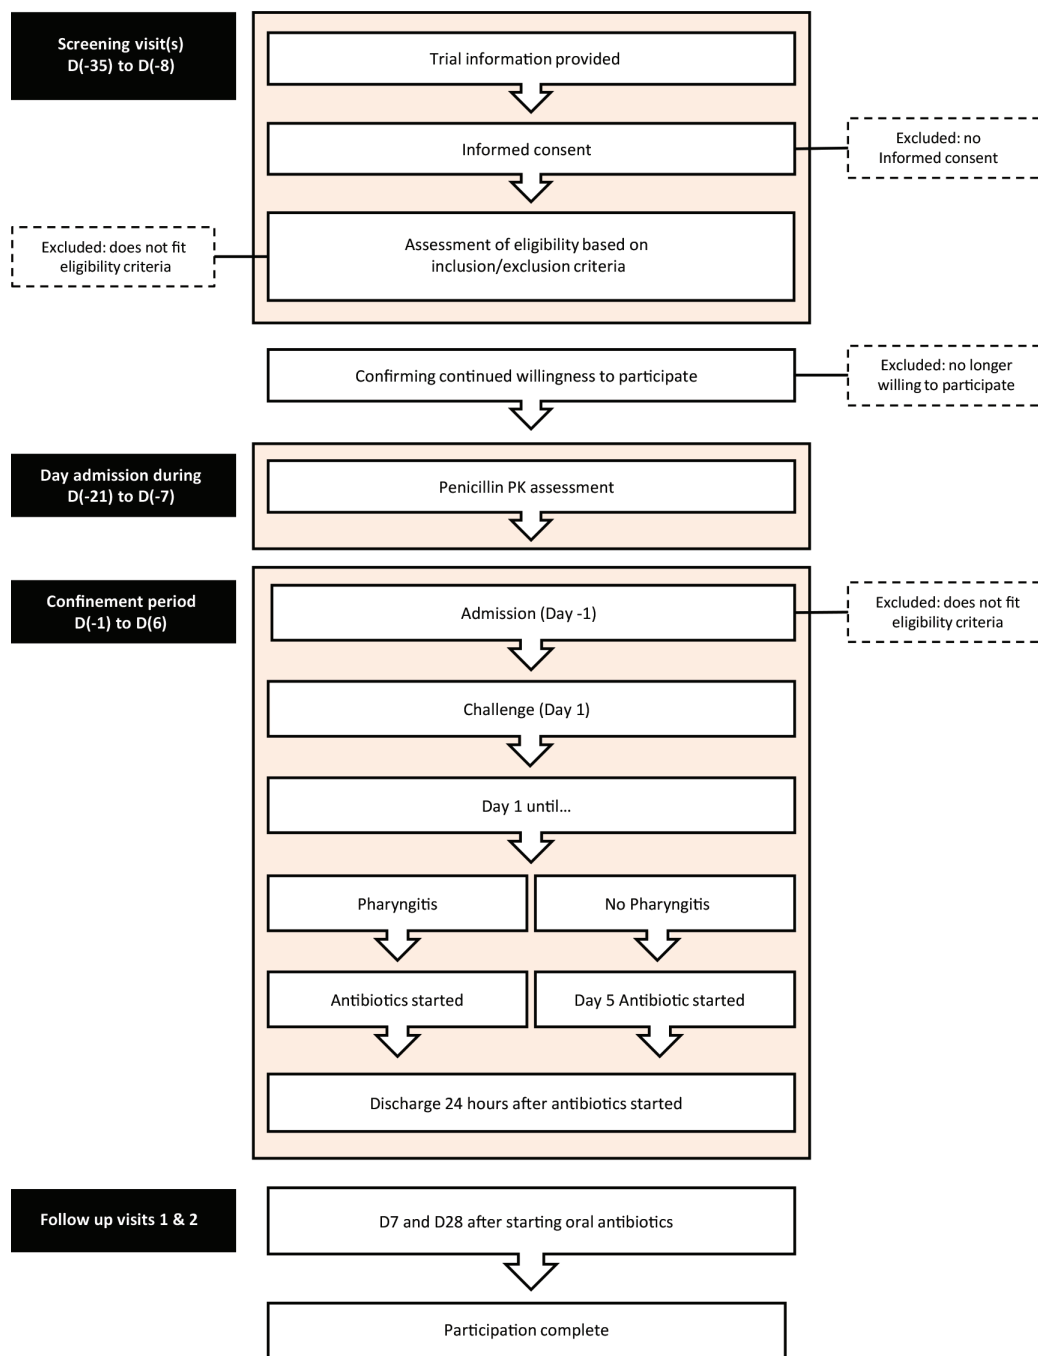 Screening visit(s)
D(-35) to D(-8)
Trial information provided
Informed consent
Excluded: no
Informed consent
Assessment of eligibility based on
inclusion/exclusion criteria
Excluded: does not fit
eligibility criteria
Confirming continued willingness to participate
Excluded: no longer
willing to participate
Day admission during
D(-21) to D(-7)
Penicillin PK assessment
Confinement period
D(-1) to D(6)
Admission (Day -1)
Excluded: does not fit
eligibility criteria
Challenge (Day 1)
Day 1 until…
Pharyngitis
No Pharyngitis
Antibiotics started
Day 5 Antibiotic started
Discharge 24 hours after antibiotics started
Follow up visits 1 & 2
D7 and D28 after starting oral antibiotics
Participation complete